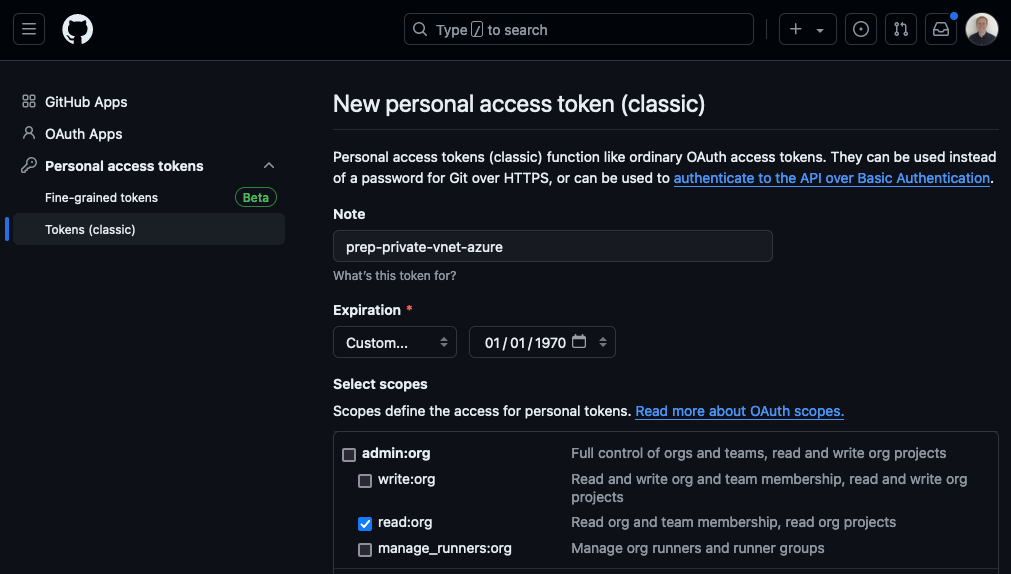 Type / to search
GitHub Apps
OAuth Apps
Personal access tokens
Fine-grained tokens Beta
Tokens (classic)
New personal access token (classic)
Personal access tokens (classic) function like ordinary OAuth access tokens. They can be used instead
of a password for Git over HTTPS, or can be used to authenticate to the API over Basic Authentication.
Note
prep-private-vnet-azure
What's this token for?
Expiration *
Custom... 01/01/1970
Select scopes
Scopes define the access for personal tokens. Read more about OAuth scopes.
admin:org Full control of orgs and teams, read and write org projects
write:org Read and write org and team membership, read and write org
projects
read:org Read org and team membership, read org projects
manage_runners:org Manage org runners and runner groups